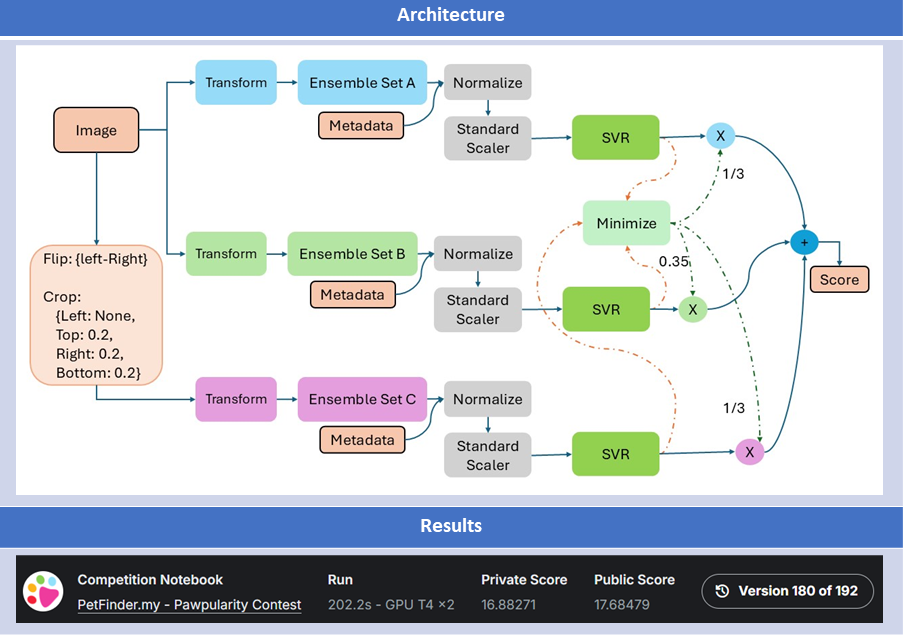 Architecture
Transform
Ensemble Set A
Normalize
Metadata
Image
Standard
Scaler
SVR
X
1/3
Minimize
+
Score
Flip: {left-Right}
Crop:
{Left: None,
Top: 0.2,
Right: 0.2,
Bottom: 0.2}
Transform
Ensemble Set B
Normalize
Metadata
Standard
Scaler
SVR
0.35
X
Transform
Ensemble Set C
Normalize
Metadata
Standard
Scaler
SVR
1/3
X
Results
Competition Notebook
PetFinder.my - Pawpularity Contest
Run
202.2s - GPU T4 ×2
Private Score
16.88271
Public Score
17.68479
Version 180 of 192